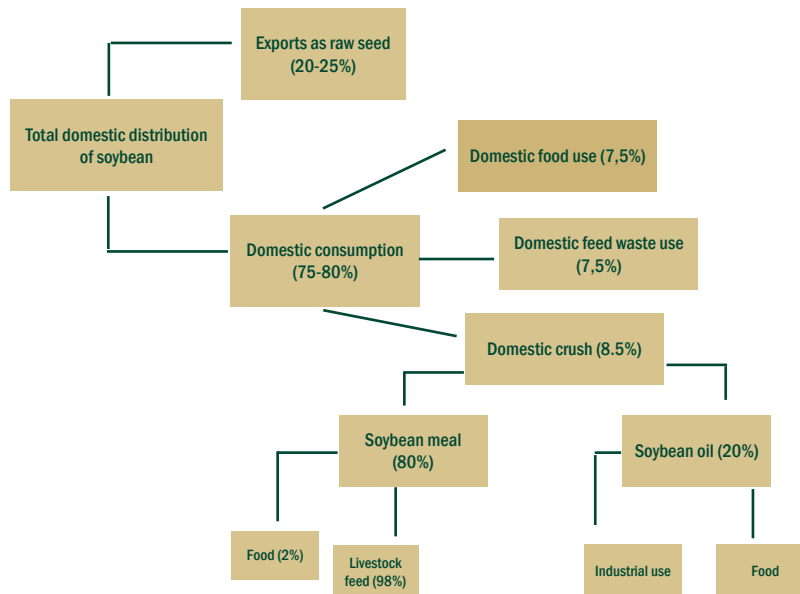 Exports as raw seed
(20-25%)
Total domestic distribution
of soybean
Domestic food use (7,5%)
Domestic consumption
(75-80%)
Domestic feed waste use
(7,5%)
Domestic crush (8.5%)
Soybean meal
(80%)
Soybean oil (20%)
Food (2%)
Livestock
feed (98%)
Industrial use
Food